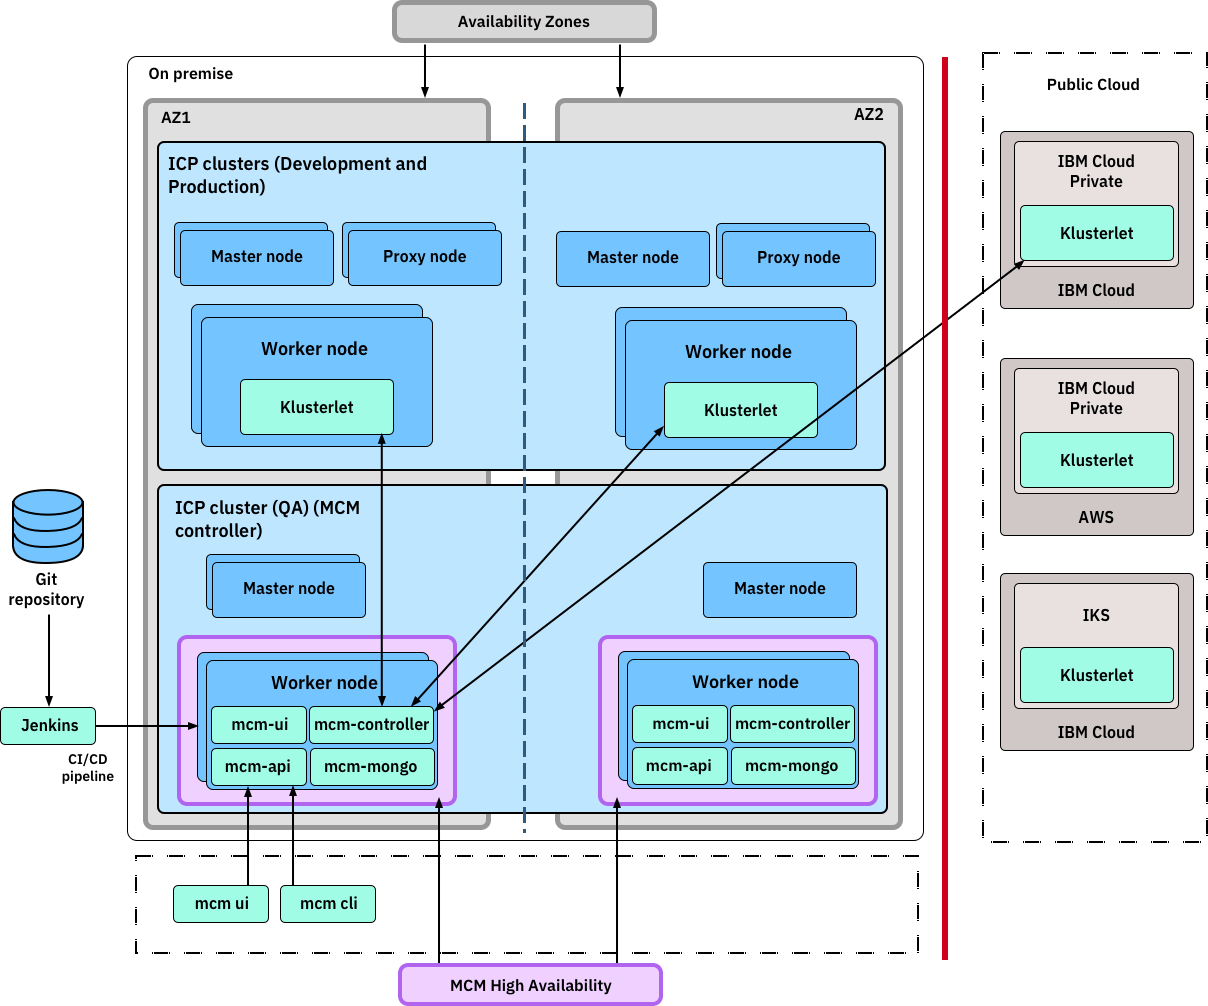 Availability Zones
On premise
AZ1
AZ2
ICP clusters (Development and
Production)
Master node
Proxy node
Master node
Proxy node
Worker node
Klusterlet
Worker node
Klusterlet
ICP cluster (QA) (MCM
controller)
Master node
Master node
Worker node
mcm-ui
mcm-controller
mcm-api
mcm-mongo
Worker node
mcm-ui
mcm-controller
mcm-api
mcm-mongo
Git
repository
Jenkins
CI/CD
pipeline
mcm ui
mcm cli
MCM High Availability
Public Cloud
IBM Cloud
Private
Klusterlet
IBM Cloud
IBM Cloud
Private
Klusterlet
AWS
IKS
Klusterlet
IBM Cloud